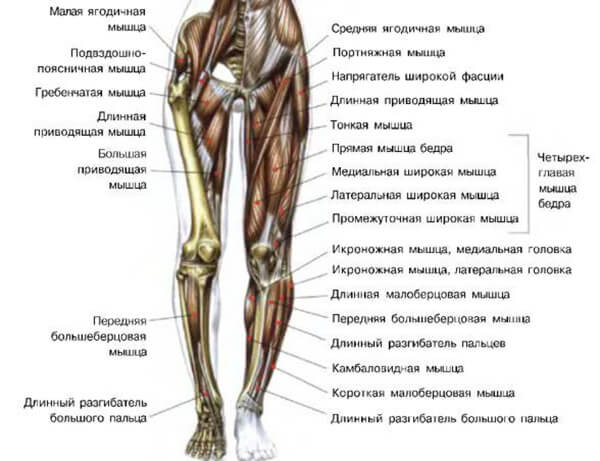 Малая ягодичная
мышца
Подвздошно-
поясничная мышца
Гребенчатая мышца
Длинная
приводящая мышца
Большая
приводящая
мышца
Передняя
большеберцовая
мышца
Длинный разгибатель
большого пальца
Средняя ягодичная мышца
Портняжная мышца
Напрягатель широкой фасции
Длинная приводящая мышца
Тонкая мышца
Прямая мышца бедра
Медиальная широкая мышца
Латеральная широкая мышца
Промежуточная широкая мышца
Четырех-
главая
мышца
бедра
Икроножная мышца, медиальная головка
Икроножная мышца, латеральная головка
Длинная малоберцовая мышца
Передняя большеберцовая мышца
Длинный разгибатель пальцев
Камбаловидная мышца
Короткая малоберцовая мышца
Длинный разгибатель большого пальца